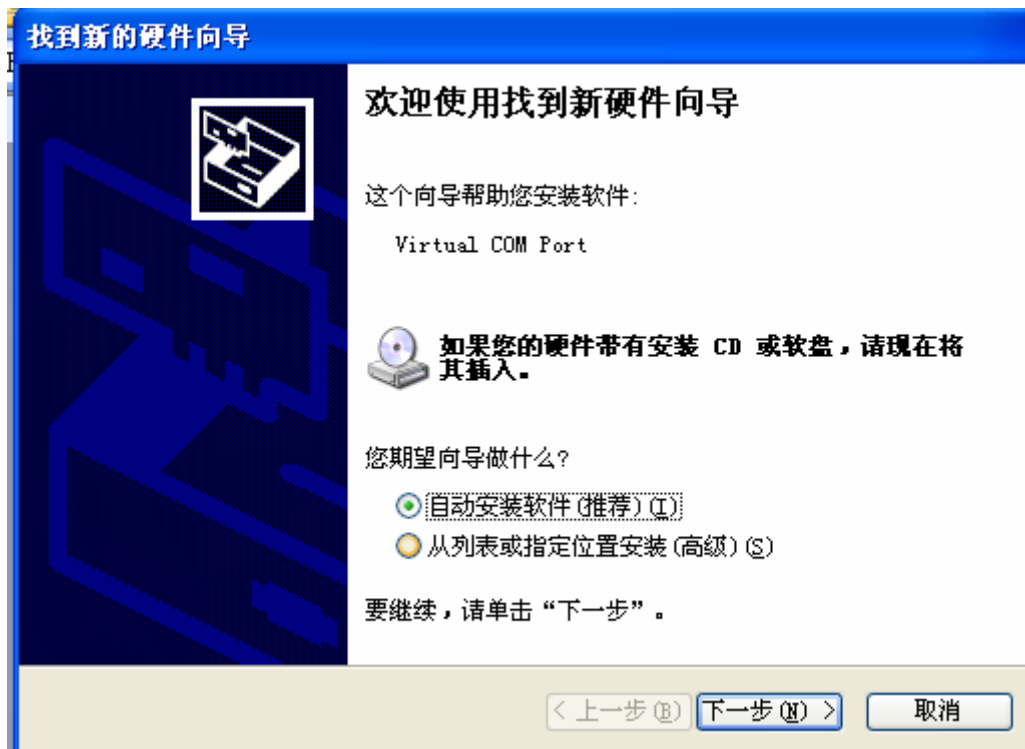 找到新的硬件向导
欢迎使用找到新硬件向导
这个向导帮助您安装软件:
Virtual COM Port
如果您的硬件带有安装 CD 或软盘，请现在将
其插入。
您期望向导做什么?
自动安装软件(推荐)(I)
从列表或指定位置安装(高级)(S)
要继续，请单击“下一步”。
< 上一步(B)
下一步(N) >
取消